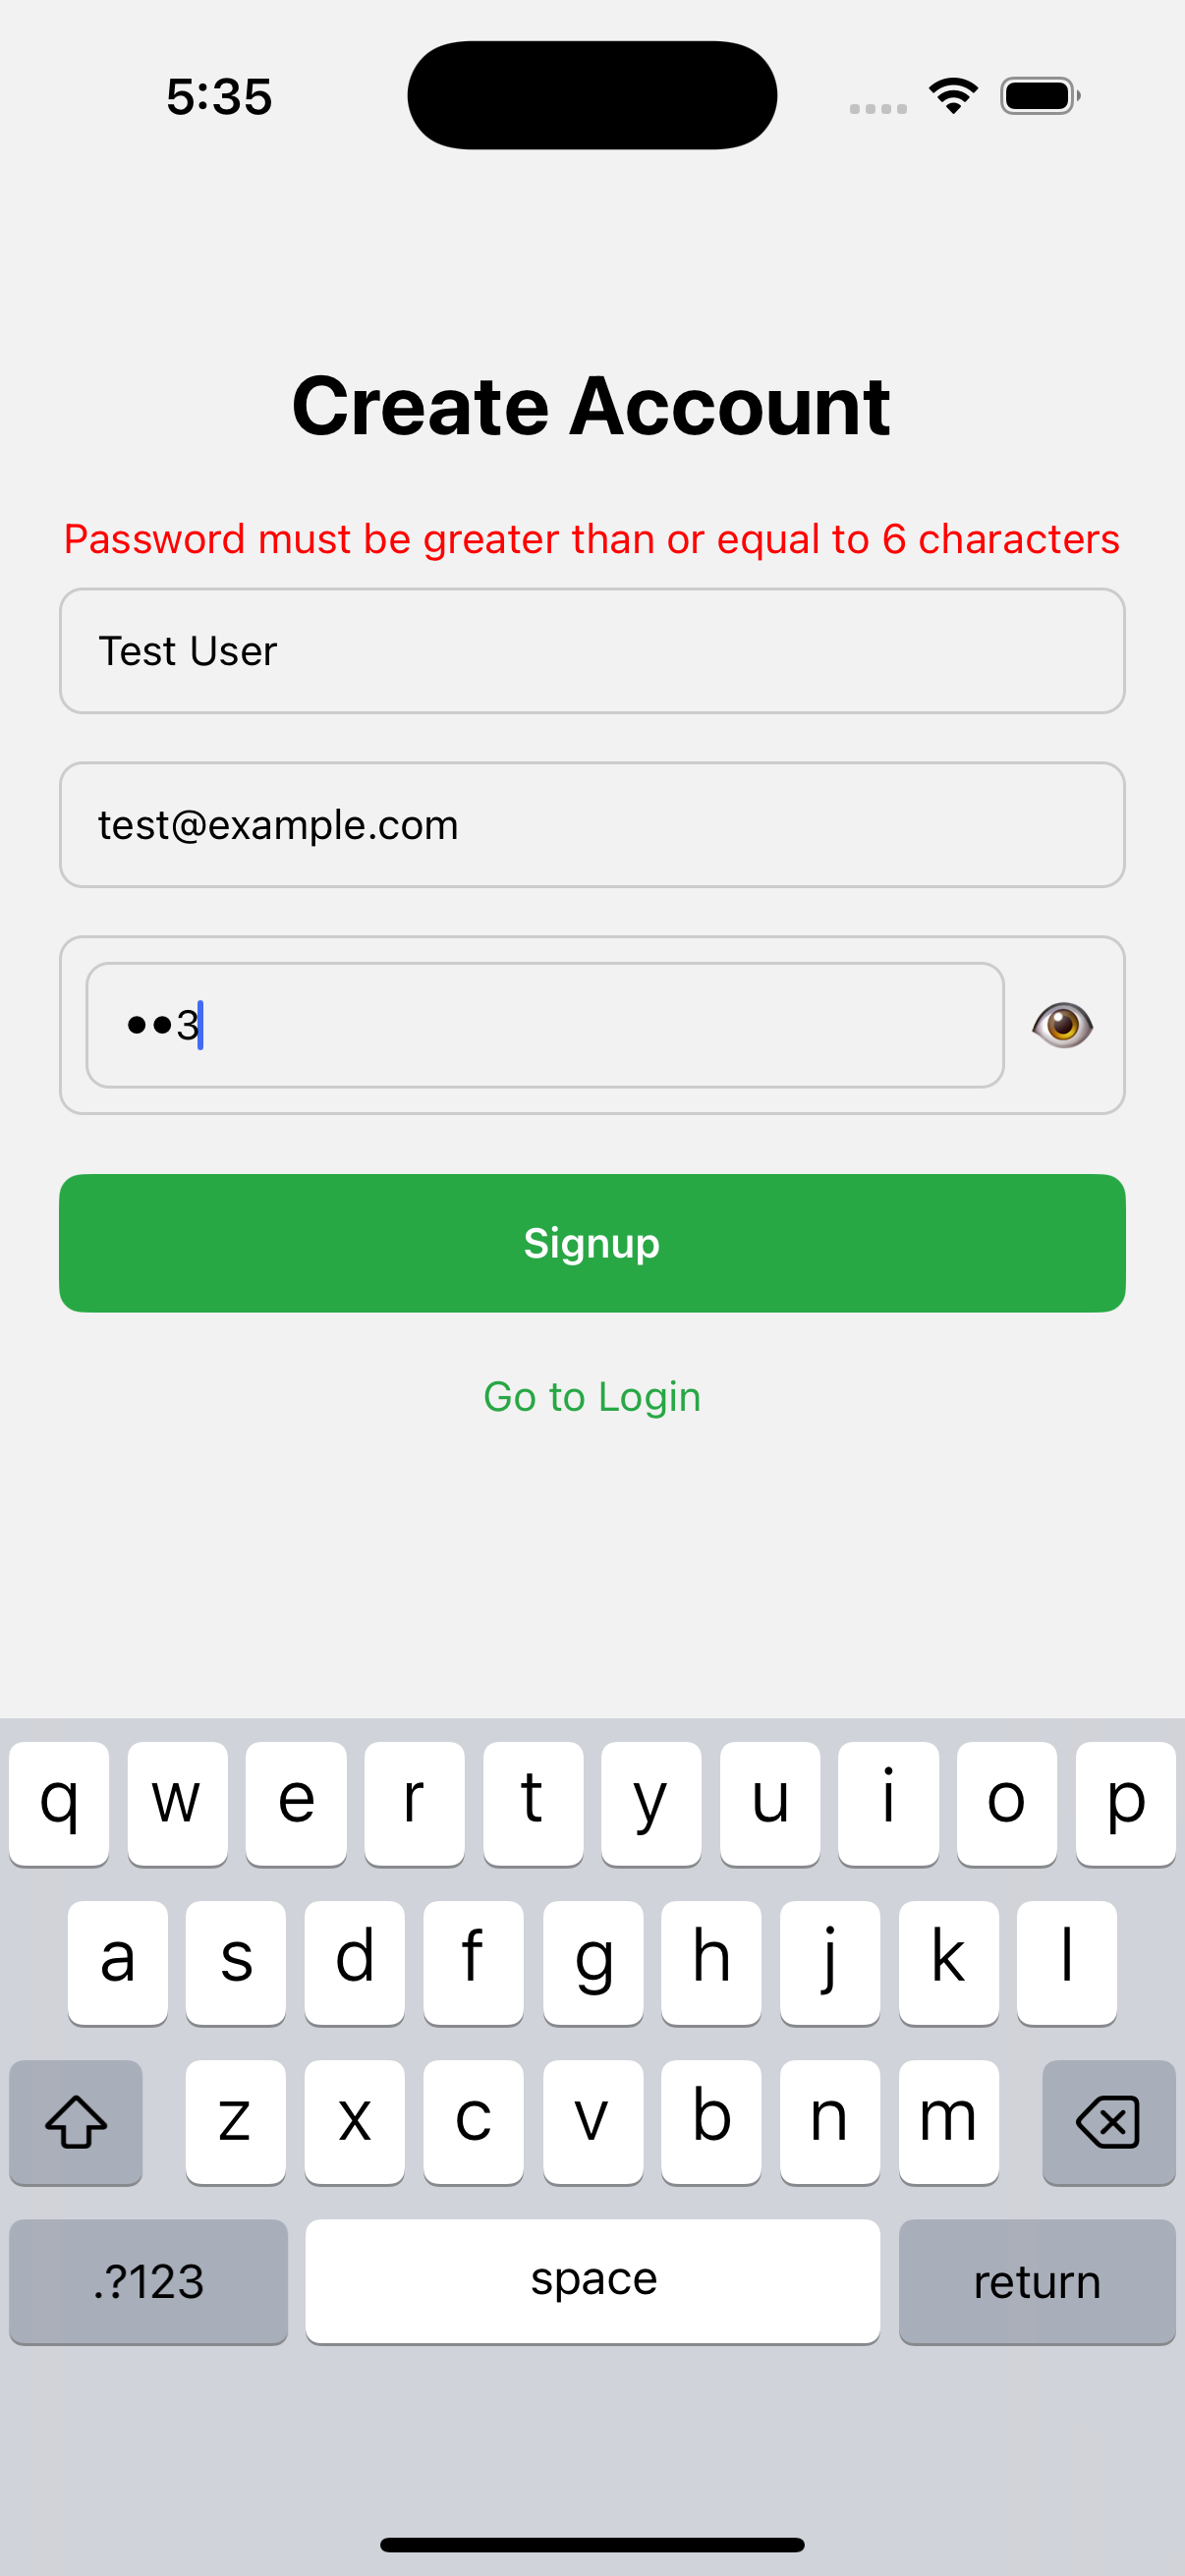 5:35
Create Account
Password must be greater than or equal to 6 characters
Test User
test@example.com
••3
Signup
Go to Login
q w e r t y u i o p
a s d f g h j k l
z x c v b n m
.?123 space return